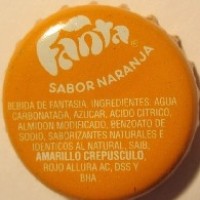 Fanta
SABOR NARANJA
BEBIDA DE FANTASIA, INGREDIENTES, AGUA
CARBONATADA, AZUCAR, ACIDO CITRICO,
ALMIDON MODIFICADO, BENZOATO DE
SODIO, SABORIZANTES NATURALES E
IDENTICOS AL NATURAL, SAIB,
AMARILLO CREPUSCULO,
ROJO ALLURA AC, DSS Y
BHA